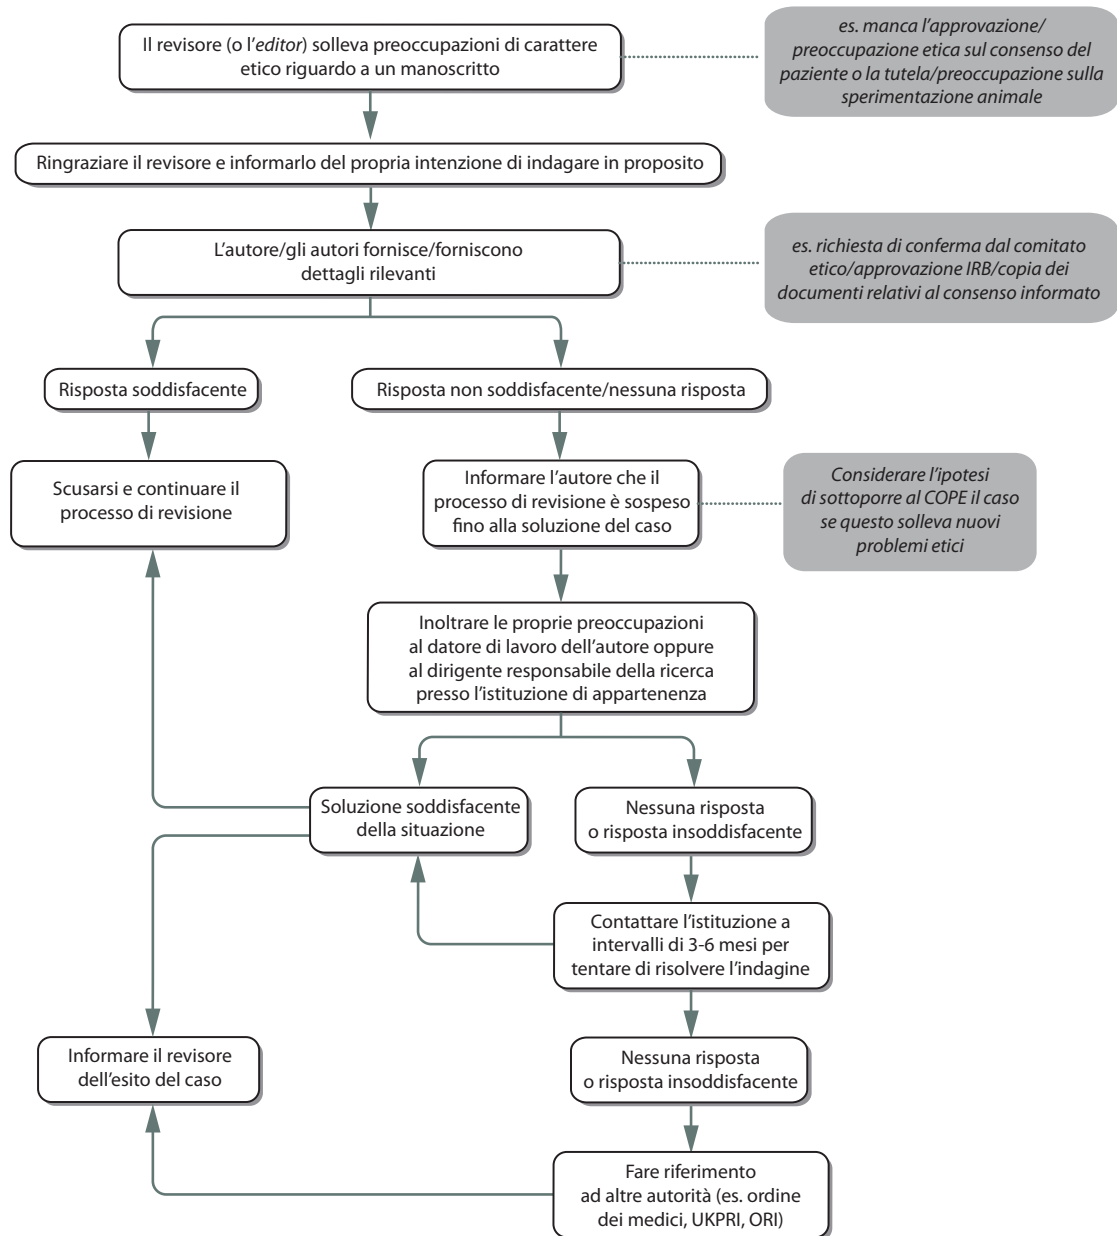 Il revisore (o l'editor) solleva preoccupazioni di carattere
etico riguardo a un manoscritto
es. manca l'approvazione/
preoccupazione etica sul consenso del
paziente o la tutela/preoccupazione sulla
sperimentazione animale
Ringraziare il revisore e informarlo del propria intenzione di indagare in proposito
L'autore/gli autori fornisce/forniscono
dettagli rilevanti
es. richiesta di conferma dal comitato
etico/approvazione IRB/copia dei
documenti relativi al consenso informato
Risposta soddisfacente
Risposta non soddisfacente/nessuna risposta
Scusarsi e continuare il
processo di revisione
Informare l'autore che il
processo di revisione è sospeso
fino alla soluzione del caso
Considerare l'ipotesi
di sottoporre al COPE il caso
se questo solleva nuovi
problemi etici
Inoltrare le proprie preoccupazioni
al datore di lavoro dell'autore oppure
al dirigente responsabile della ricerca
presso l'istituzione di appartenenza
Soluzione soddisfacente
della situazione
Nessuna risposta
o risposta insoddisfacente
Contattare l'istituzione a
intervalli di 3-6 mesi per
tentare di risolvere l'indagine
Informare il revisore
dell'esito del caso
Nessuna risposta
o risposta insoddisfacente
Fare riferimento
ad altre autorità (es. ordine
dei medici, UKPRI, ORI)